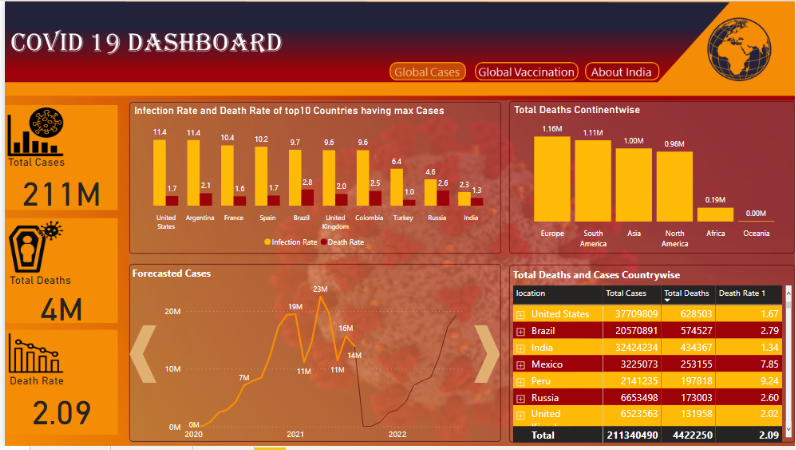 COVID 19 DASHBOARD
Global Cases
Global Vaccination
About India
Total Cases
211M
Total Deaths
4M
Death Rate
2.09
Infection Rate and Death Rate of top10 Countries having max Cases
11.4 11.4 10.4 10.2 9.7 9.6 9.6 6.4 4.6 2.3
1.7 2.1 1.6 1.7 2.8 2.0 2.5 1.0 2.6 1.3
United States
Argentina
France
Spain
Brazil
United Kingdom
Colombia
Turkey
Russia
India
Infection Rate Death Rate
Total Deaths Continentwise
1.16M 1.11M 1.00M 0.96M 0.19M 0.00M
Europe
South America
Asia
North America
Africa
Oceania
Forecasted Cases
20M
10M
0M
0M
7M
19M
11M
23M
11M
16M
14M
2020 2021 2022
Total Deaths and Cases Countrywise
location Total Cases Total Deaths Death Rate 1
United States 37709809 628503 1.67
Brazil 20570891 574527 2.79
India 32424234 434367 1.34
Mexico 3225073 253155 7.85
Peru 2141235 197818 9.24
Russia 6653498 173003 2.60
United 6523563 131958 2.02
Total 211340490 4422250 2.09